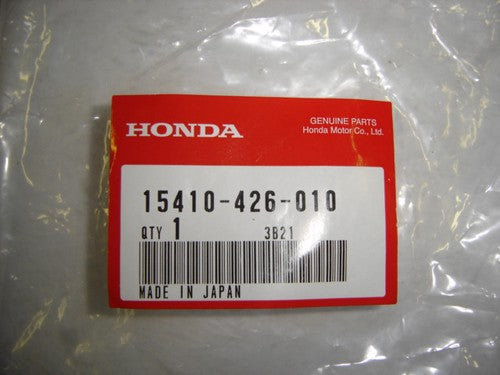 HONDA
GENUINE PARTS
Honda Motor Co., Ltd.
15410-426-010
QTY 1 3B21
MADE IN JAPAN